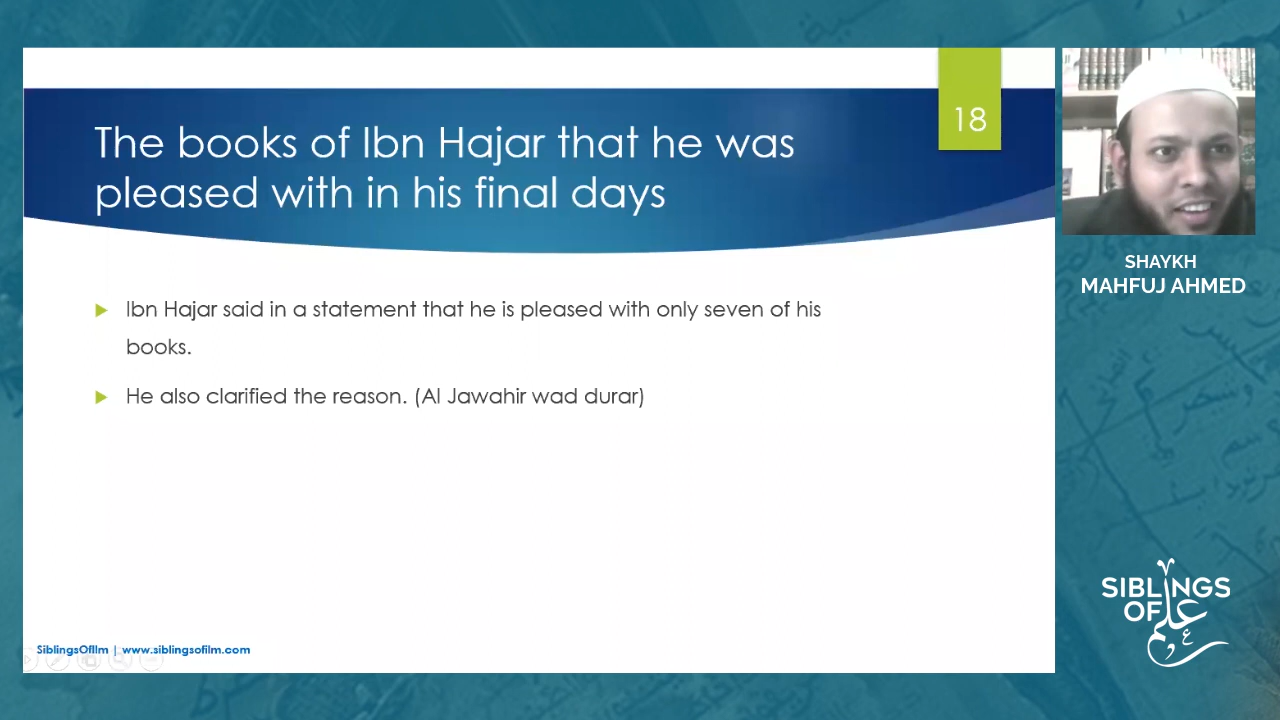 The books of Ibn Hajar that he was
pleased with in his final days
18
Ibn Hajar said in a statement that he is pleased with only seven of his
books.
He also clarified the reason. (Al Jawahir wad durar)
SiblingsOfIlm | www.siblingsofilm.com
SHAYKH
MAHFUJ AHMED
SIBLINGS
OF علم